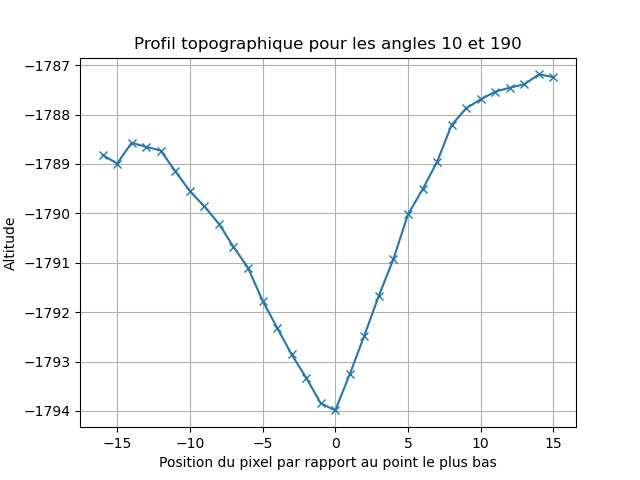 Profil topographique pour les angles 10 et 190
−1787
−1788
−1789
−1790
−1791
−1792
−1793
−1794
Altitude
−15 −10 −5 0 5 10 15
Position du pixel par rapport au point le plus bas